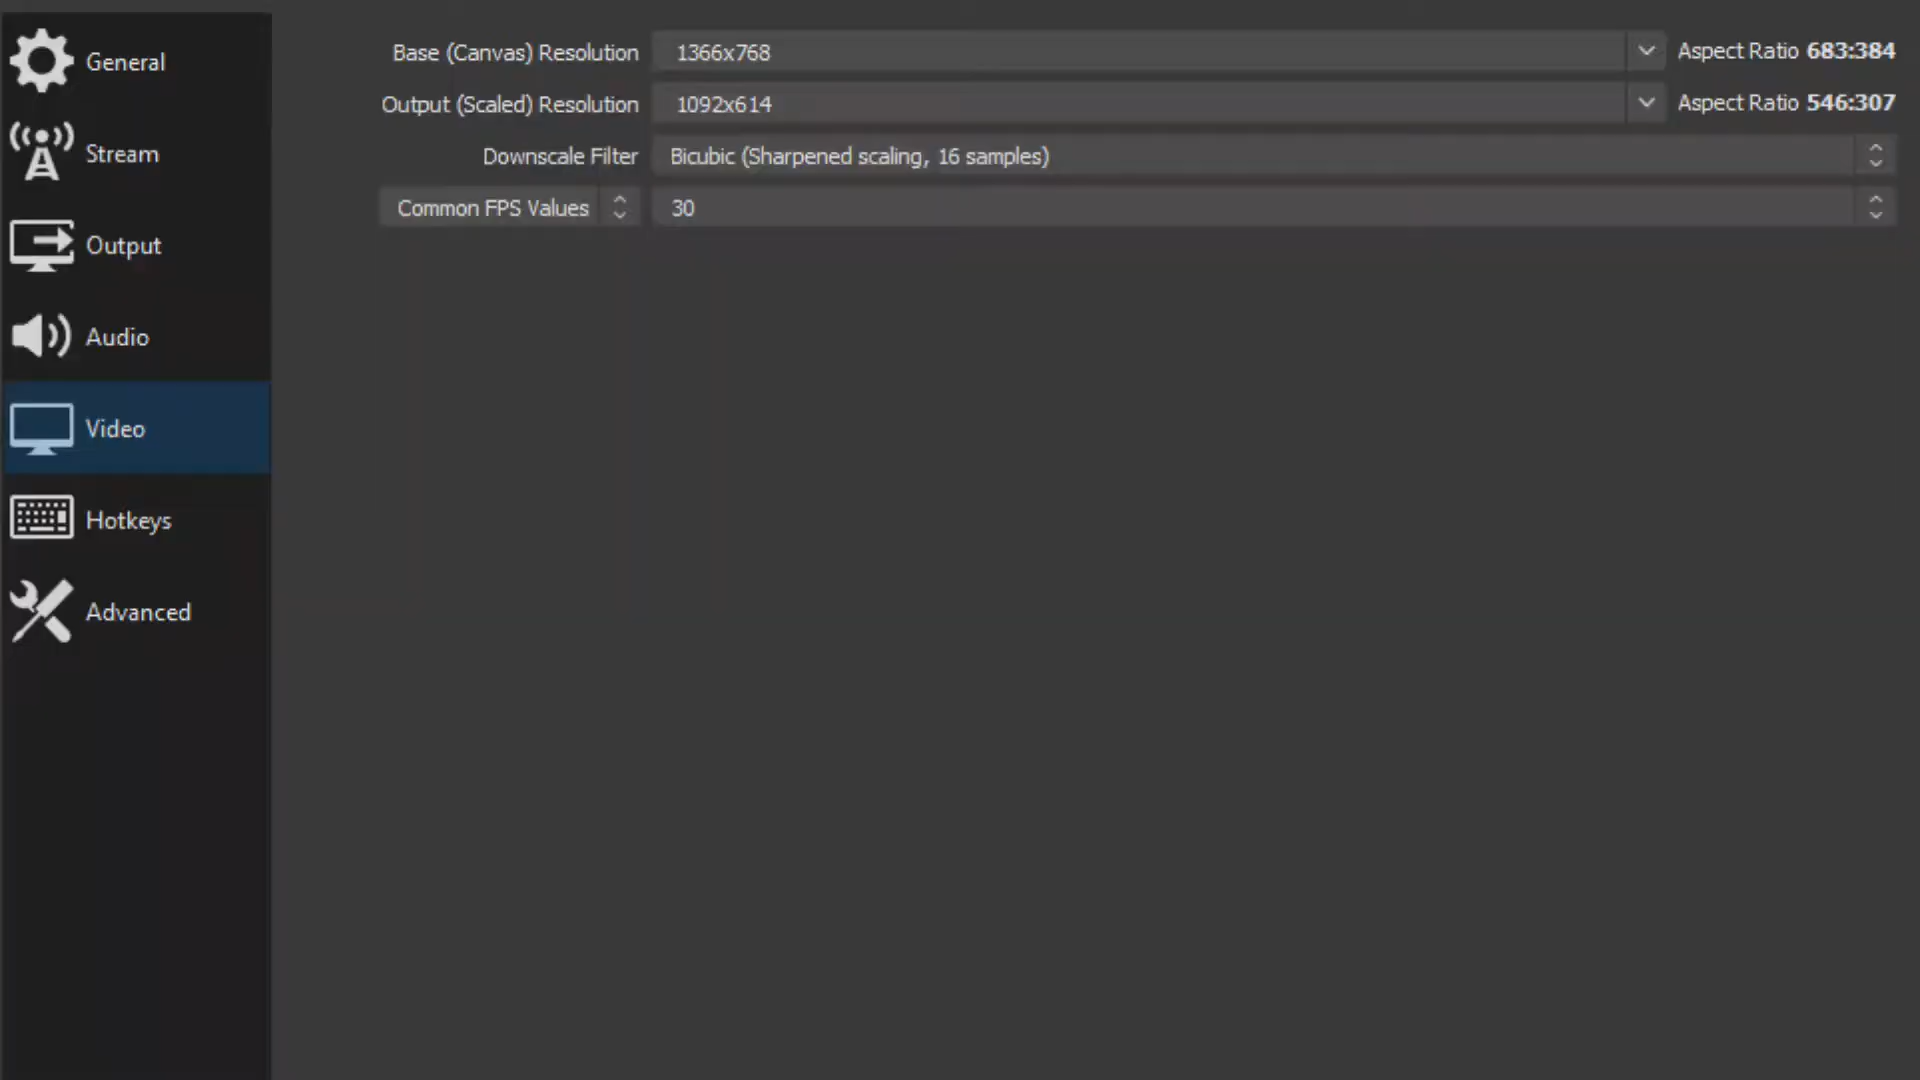 General
Stream
Output
Audio
Video
Hotkeys
Advanced
Base (Canvas) Resolution 1366x768 Aspect Ratio 683:384
Output (Scaled) Resolution 1092x614 Aspect Ratio 546:307
Downscale Filter Bicubic (Sharpened scaling, 16 samples)
Common FPS Values 30